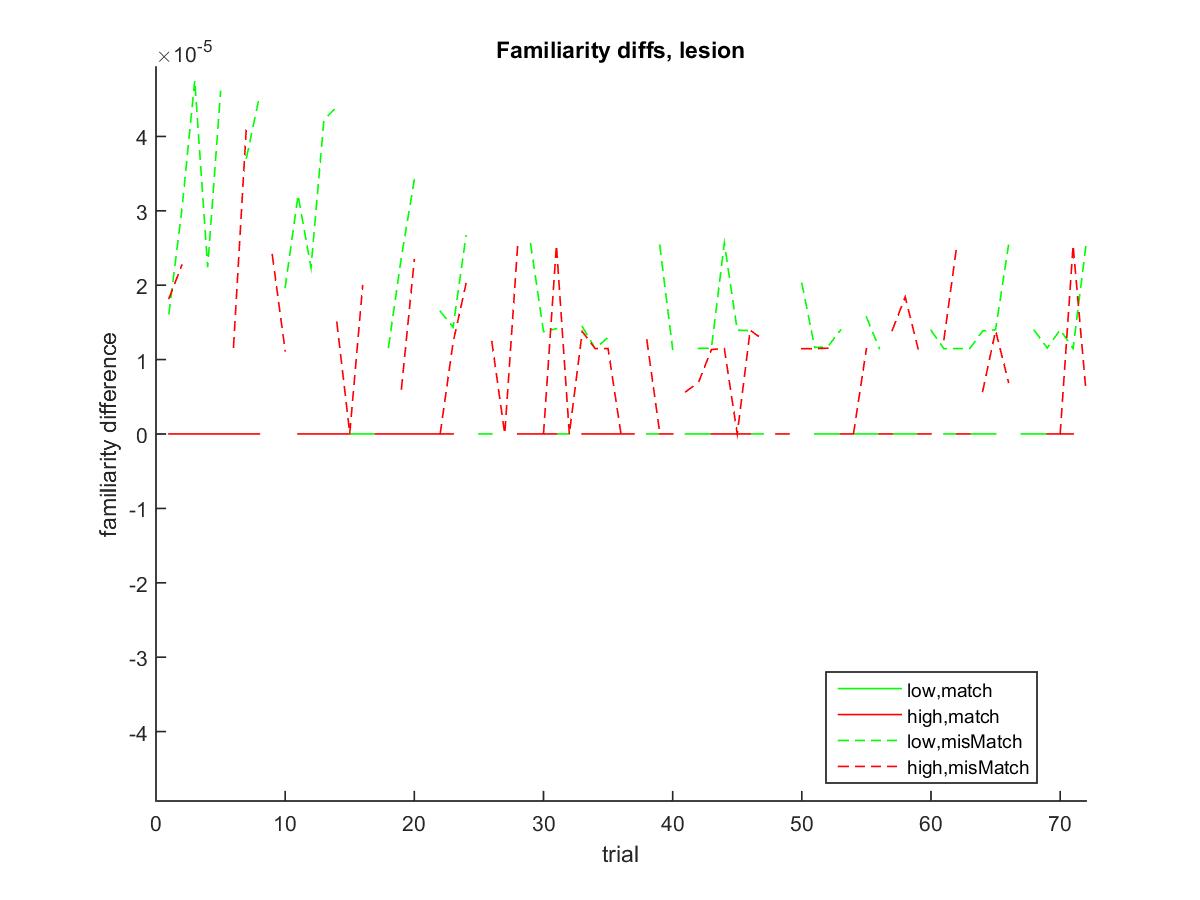 Familiarity diffs, lesion
×10-5
4
3
2
1
0
-1
-2
-3
-4
familiarity difference
0 10 20 30 40 50 60 70
trial
low,match
high,match
low,misMatch
high,misMatch